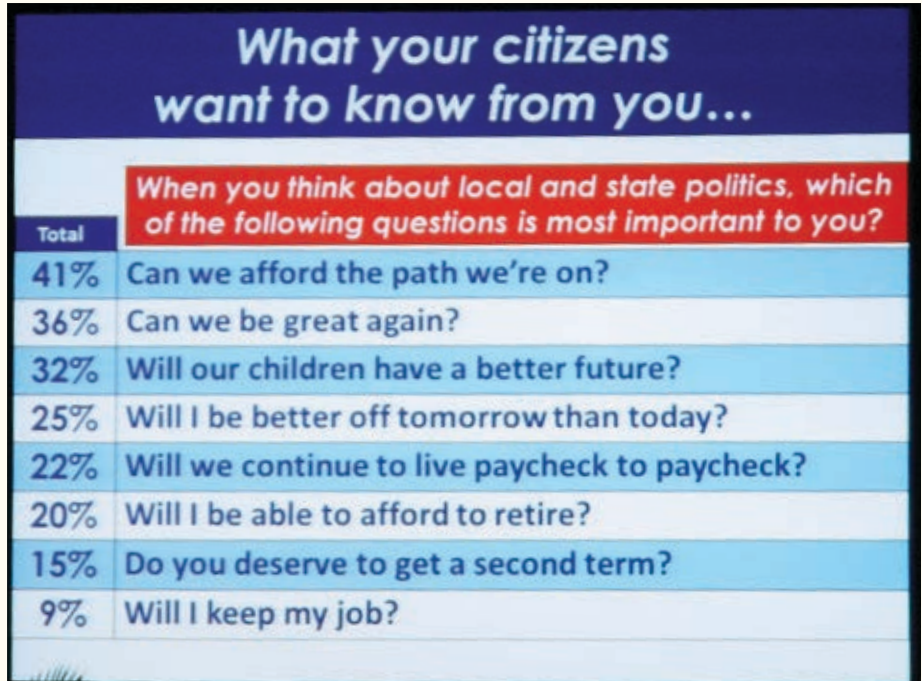 What your citizens
want to know from you...
When you think about local and state politics, which
of the following questions is most important to you?
Total
41% Can we afford the path we're on?
36% Can we be great again?
32% Will our children have a better future?
25% Will I be better off tomorrow than today?
22% Will we continue to live paycheck to paycheck?
20% Will I be able to afford to retire?
15% Do you deserve to get a second term?
9% Will I keep my job?